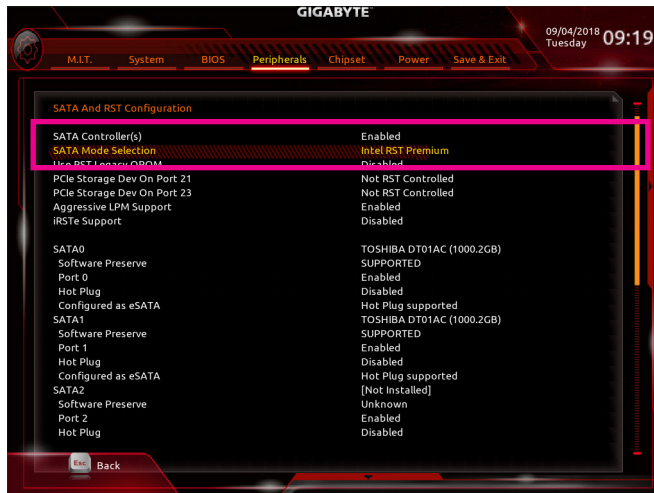 GIGABYTE
09/04/2018 Tuesday 09:19
M.I.T. System BIOS Peripherals Chipset Power Save & Exit
SATA And RST Configuration
SATA Controller(s) Enabled
SATA Mode Selection Intel RST Premium
Use RST Legacy OROM Disabled
PCIe Storage Dev On Port 21 Not RST Controlled
PCIe Storage Dev On Port 23 Not RST Controlled
Aggressive LPM Support Enabled
iRSTe Support Disabled
SATA0 TOSHIBA DT01AC (1000.2GB)
Software Preserve SUPPORTED
Port 0 Enabled
Hot Plug Disabled
Configured as eSATA Hot Plug supported
SATA1 TOSHIBA DT01AC (1000.2GB)
Software Preserve SUPPORTED
Port 1 Enabled
Hot Plug Disabled
Configured as eSATA Hot Plug supported
SATA2 [Not Installed]
Software Preserve Unknown
Port 2 Enabled
Hot Plug Disabled
Esc Back